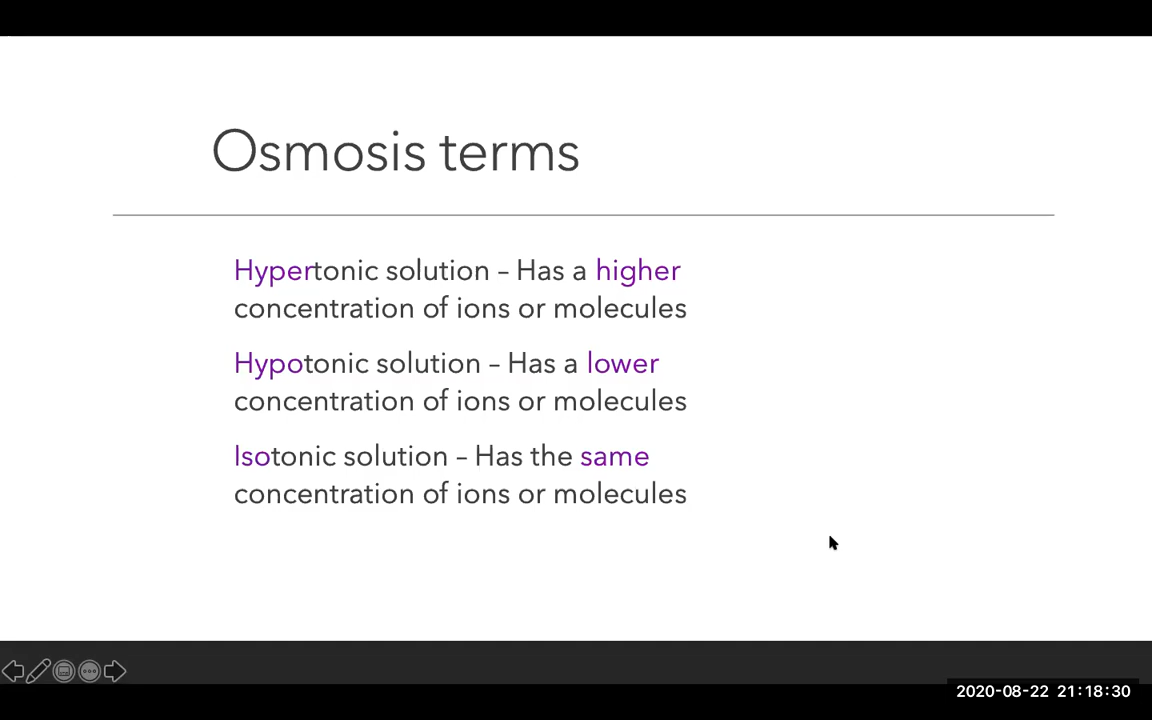 Osmosis terms
Hypertonic solution – Has a higher
concentration of ions or molecules
Hypotonic solution – Has a lower
concentration of ions or molecules
Isotonic solution – Has the same
concentration of ions or molecules
2020-08-22 21:18:30